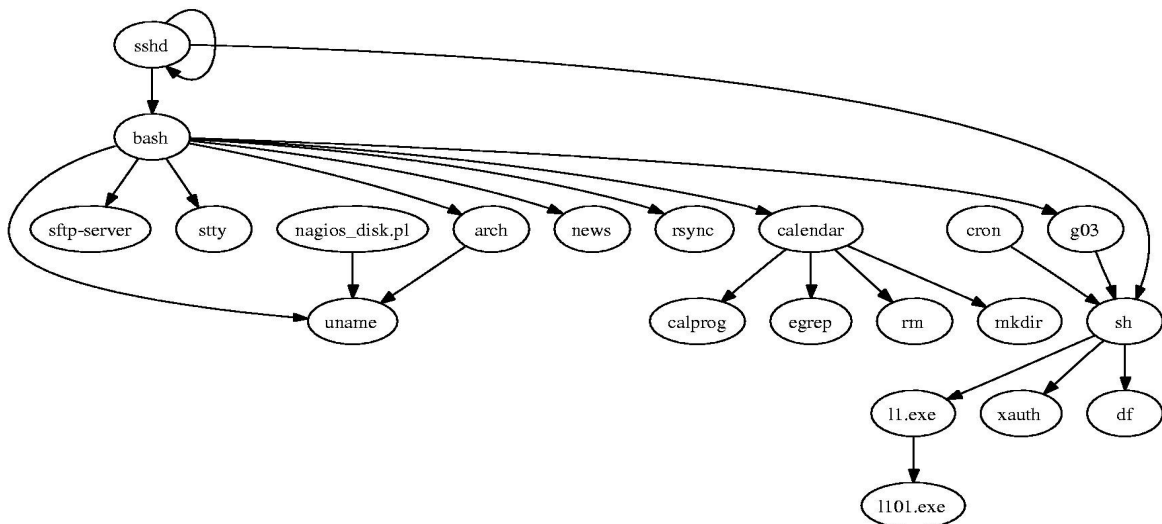 sshd
bash
sftp-server
stty
nagios_disk.pl
arch
news
rsync
calendar
cron
g03
uname
calprog
egrep
rm
mkdir
sh
l1.exe
xauth
df
l101.exe